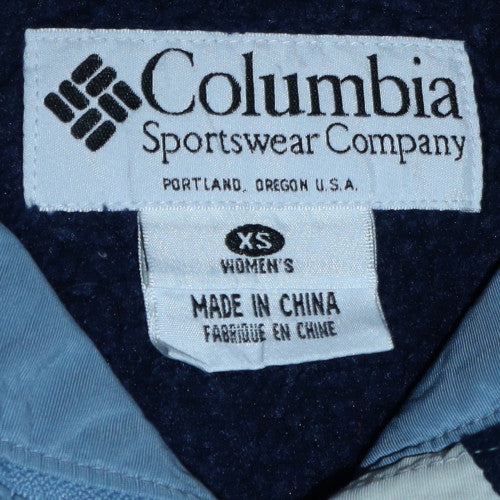 Columbia
Sportswear Company
PORTLAND, OREGON U.S.A.
XS
WOMEN'S
MADE IN CHINA
FABRIQUE EN CHINE